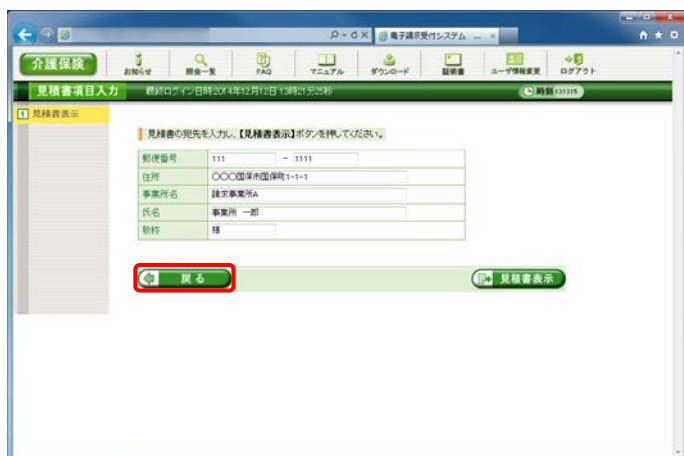 電子請求受付システム
介護保険
お知らせ 照会一覧 FAQ マニュアル ダウンロード 証明書 ユーザ情報変更 ログアウト
見積書項目入力 最終ログイン日時:2014年12月12日 13時21分25秒 時刻 131315
1 見積書表示
見積書の宛先を入力し、【見積書表示】ボタンを押してください。
郵便番号 111 - 1111
住所 〇〇〇国保市国保町1-1-1
事業所名 請求事業所A
氏名 事業所 一郎
敬称 様
戻る 見積書表示